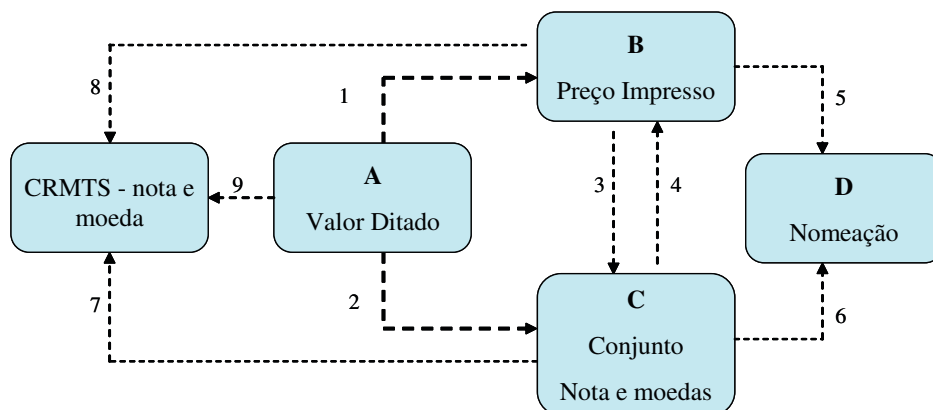 B
Preço Impresso
8
1
5
CRMTS - nota e
moeda
9
A
Valor Ditado
3
4
D
Nomeação
7
2
C
Conjunto
Nota e moedas
6